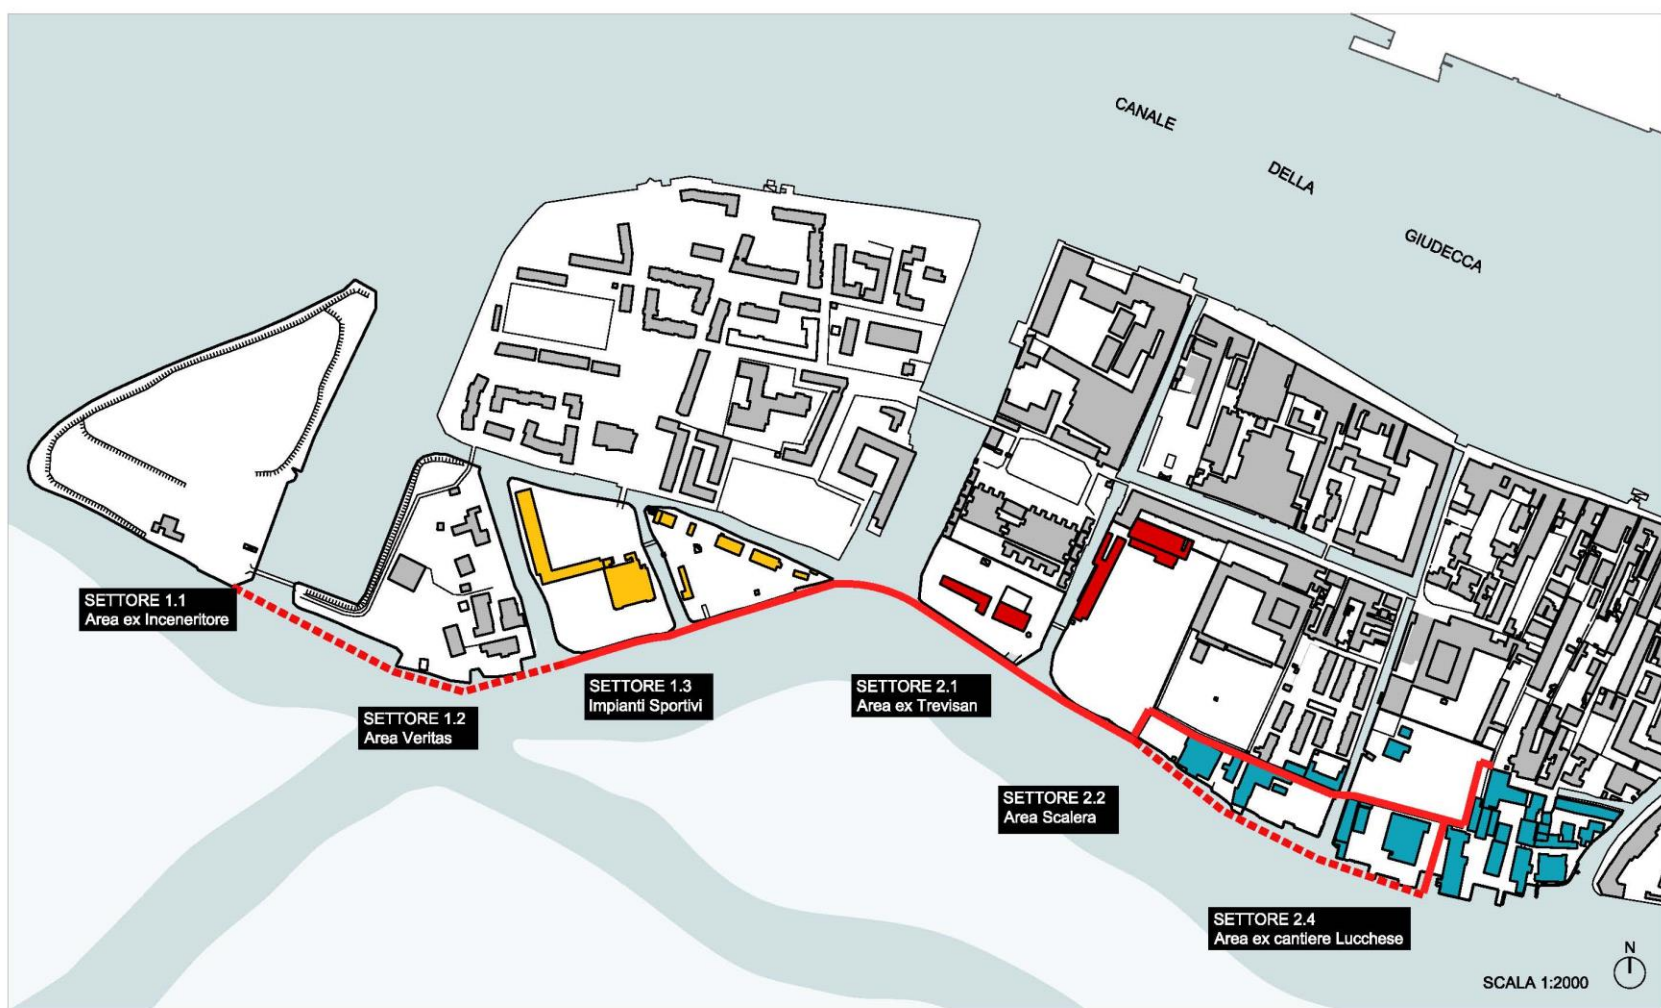 CANALE
DELLA
GIUDECCA
SETTORE 1.1
Area ex Inceneritore
SETTORE 1.2
Area Veritas
SETTORE 1.3
Impianti Sportivi
SETTORE 2.1
Area ex Trevisan
SETTORE 2.2
Area Scalera
SETTORE 2.4
Area ex cantiere Lucchese
N
SCALA 1:2000